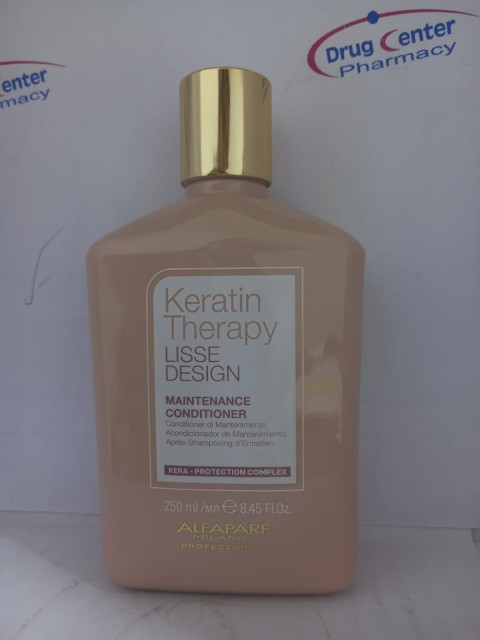 Drug Center
Pharmacy
enter
macy
Keratin
Therapy
LISSE
DESIGN
MAINTENANCE
CONDITIONER
Conditioner di Mantenimento
Acondicionador de Mantenimiento
Après-Shampooing d'Entretien
KERA - PROTECTION COMPLEX
250 ml/мл ℮ 8.45 FL Oz.
ALFAPARF
MILANO
PROFESSIONAL